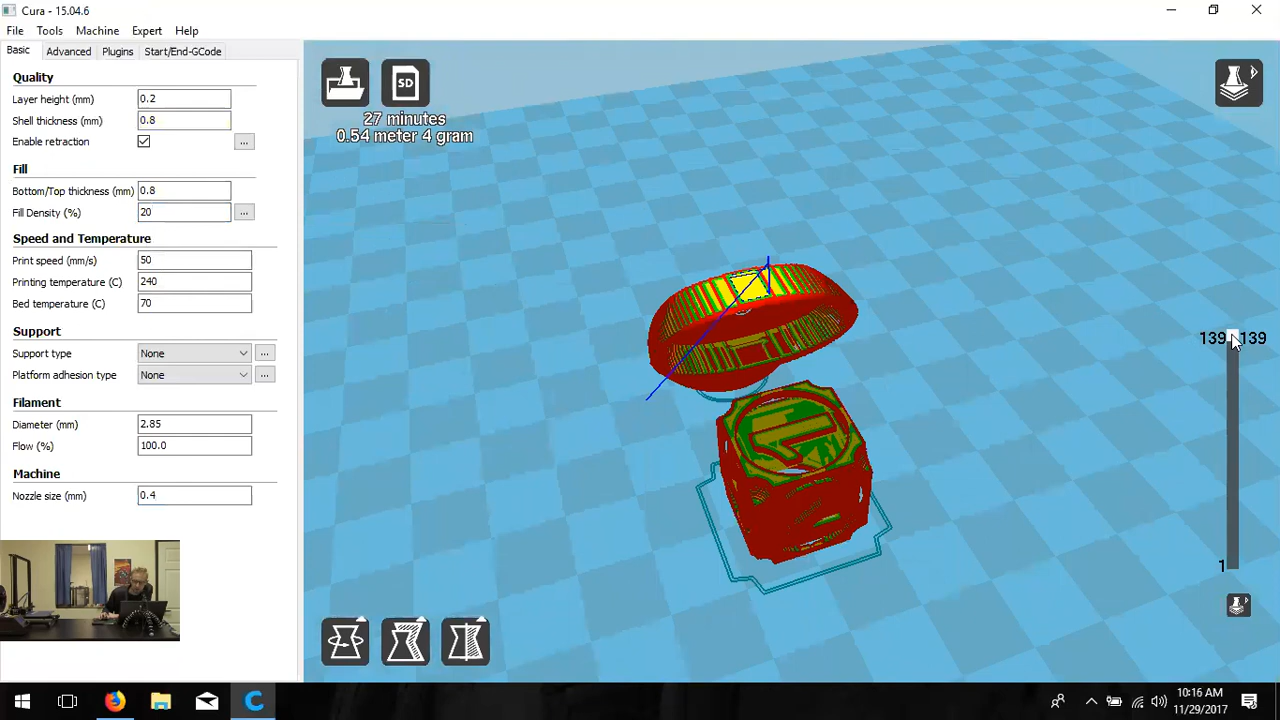 Cura - 15.04.6
File Tools Machine Expert Help
Basic Advanced Plugins Start/End-GCode
Quality
Layer height (mm) 0.2
Shell thickness (mm) 0.8
Enable retraction ...
Fill
Bottom/Top thickness (mm) 0.8
Fill Density (%) 20 ...
Speed and Temperature
Print speed (mm/s) 50
Printing temperature (C) 240
Bed temperature (C) 70
Support
Support type None ...
Platform adhesion type None ...
Filament
Diameter (mm) 2.85
Flow (%) 100.0
Machine
Nozzle size (mm) 0.4
SD
27 minutes
0.54 meter 4 gram
139 139
1
10:16 AM
11/29/2017